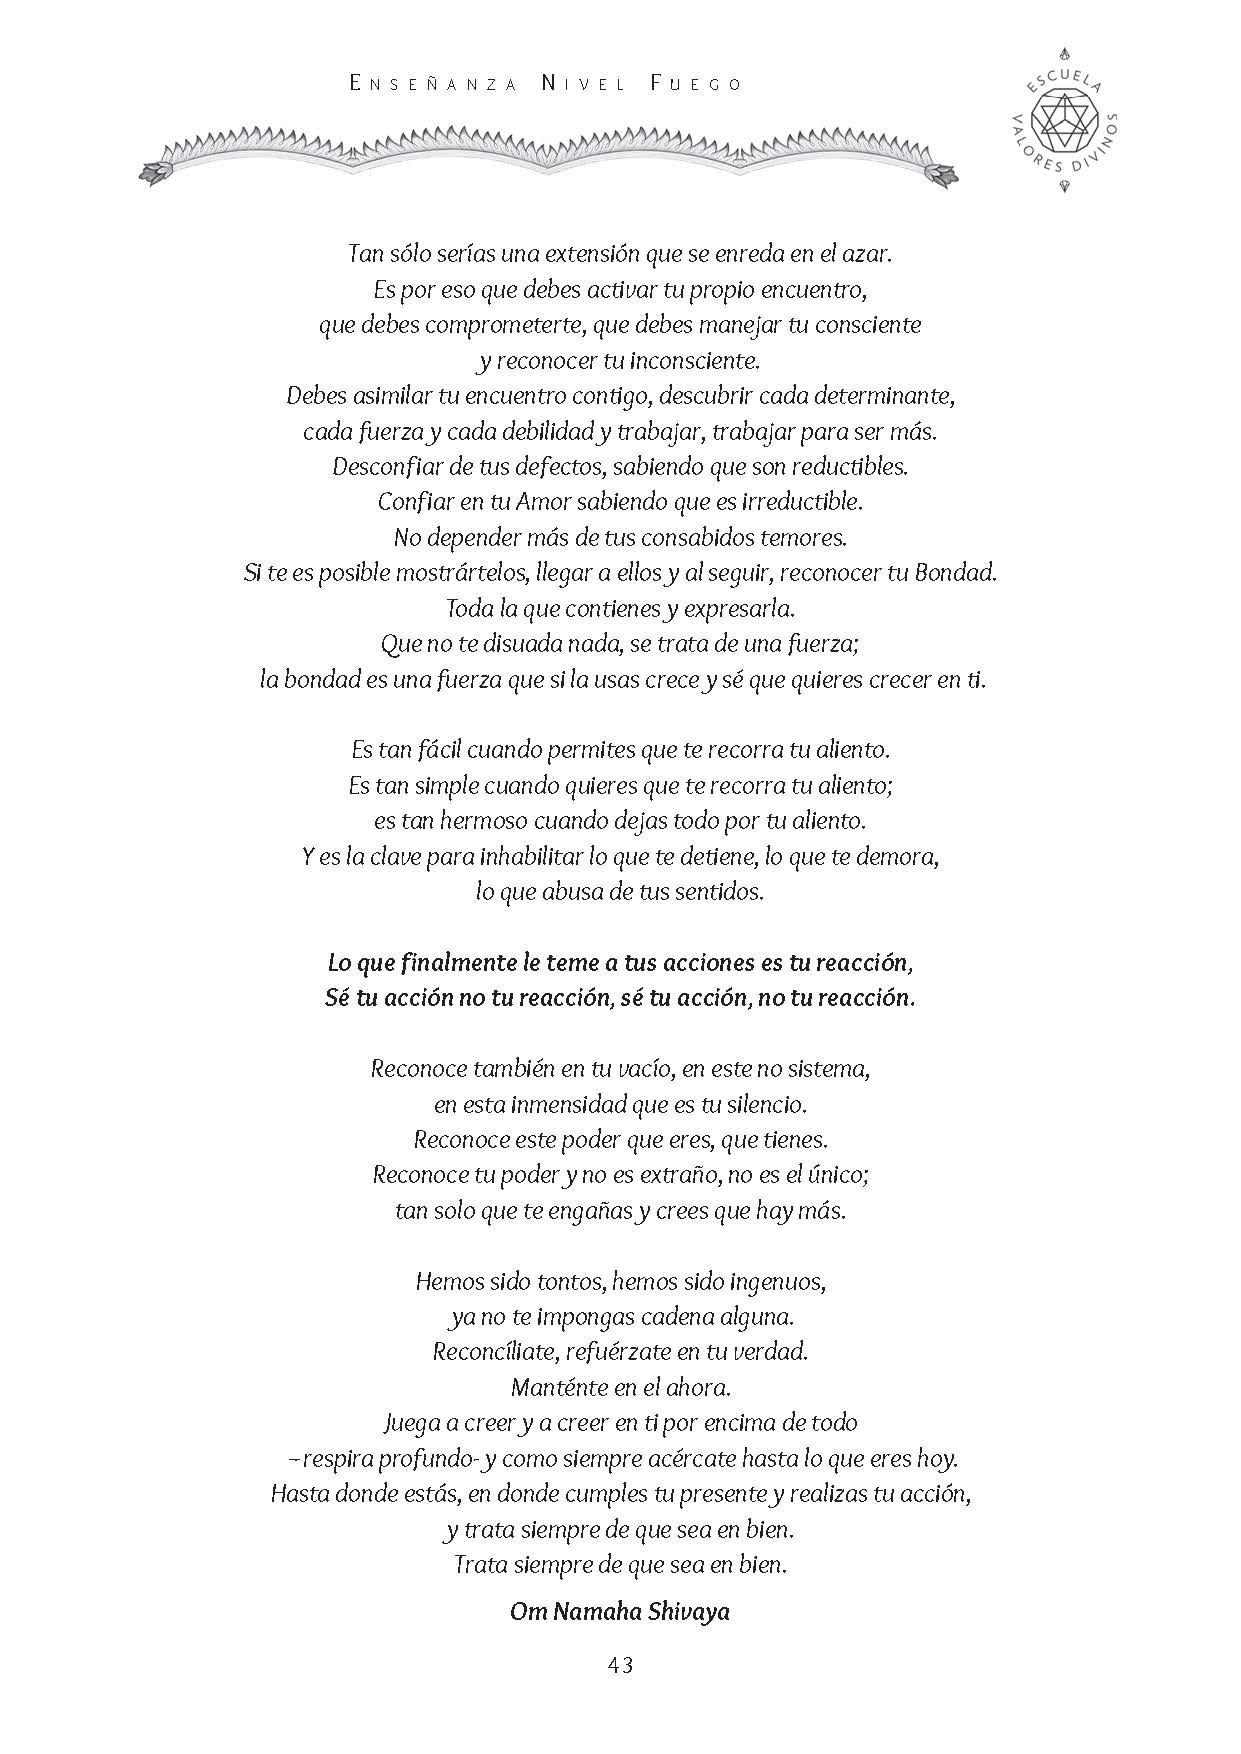 Enseñanza Nivel Fuego
ESCUELA
VALORES DIVINOS
Tan sólo serías una extensión que se enreda en el azar.
Es por eso que debes activar tu propio encuentro,
que debes comprometerte, que debes manejar tu consciente
y reconocer tu inconsciente.
Debes asimilar tu encuentro contigo, descubrir cada determinante,
cada fuerza y cada debilidad y trabajar, trabajar para ser más.
Desconfiar de tus defectos, sabiendo que son reductibles.
Confiar en tu Amor sabiendo que es irreductible.
No depender más de tus consabidos temores.
Si te es posible mostrártelos, llegar a ellos y al seguir, reconocer tu Bondad.
Toda la que contienes y expresarla.
Que no te disuada nada, se trata de una fuerza;
la bondad es una fuerza que si la usas crece y sé que quieres crecer en ti.
Es tan fácil cuando permites que te recorra tu aliento.
Es tan simple cuando quieres que te recorra tu aliento;
es tan hermoso cuando dejas todo por tu aliento.
Y es la clave para inhabilitar lo que te detiene, lo que te demora,
lo que abusa de tus sentidos.
Lo que finalmente le teme a tus acciones es tu reacción,
Sé tu acción no tu reacción, sé tu acción, no tu reacción.
Reconoce también en tu vacío, en este no sistema,
en esta inmensidad que es tu silencio.
Reconoce este poder que eres, que tienes.
Reconoce tu poder y no es extraño, no es el único;
tan solo que te engañas y crees que hay más.
Hemos sido tontos, hemos sido ingenuos,
ya no te impongas cadena alguna.
Reconcíliate, refuérzate en tu verdad.
Manténte en el ahora.
Juega a creer y a creer en ti por encima de todo
–respira profundo- y como siempre acércate hasta lo que eres hoy.
Hasta donde estás, en donde cumples tu presente y realizas tu acción,
y trata siempre de que sea en bien.
Trata siempre de que sea en bien.
Om Namaha Shivaya
43